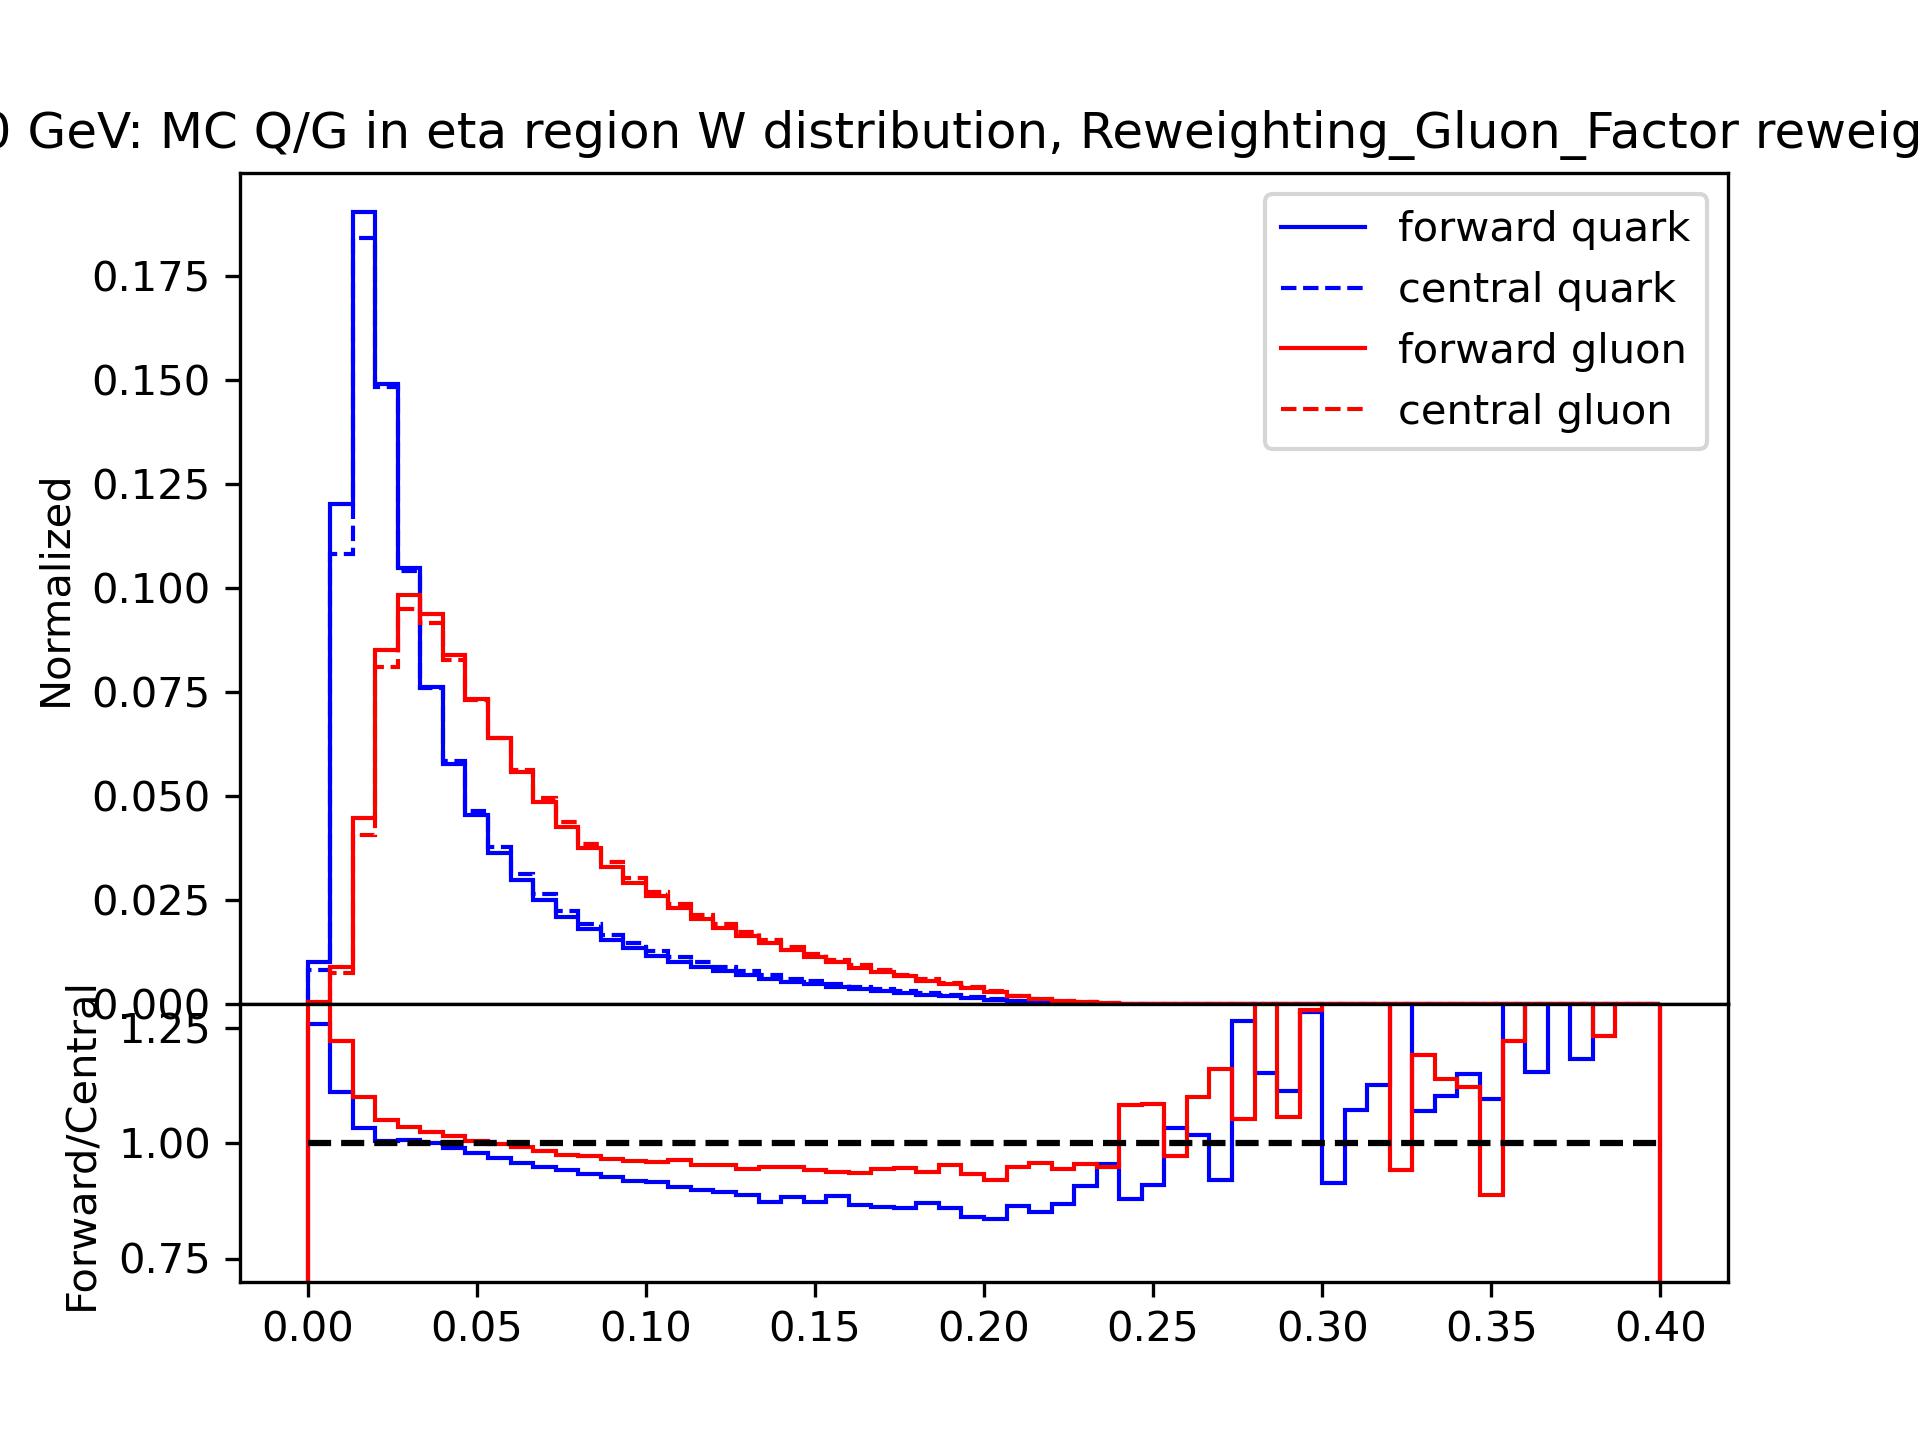 0 GeV: MC Q/G in eta region W distribution, Reweighting_Gluon_Factor reweig
forward quark
central quark
forward gluon
central gluon
Normalized
0.175
0.150
0.125
0.100
0.075
0.050
0.025
0.000
Forward/Central
1.25
1.00
0.75
0.00 0.05 0.10 0.15 0.20 0.25 0.30 0.35 0.40